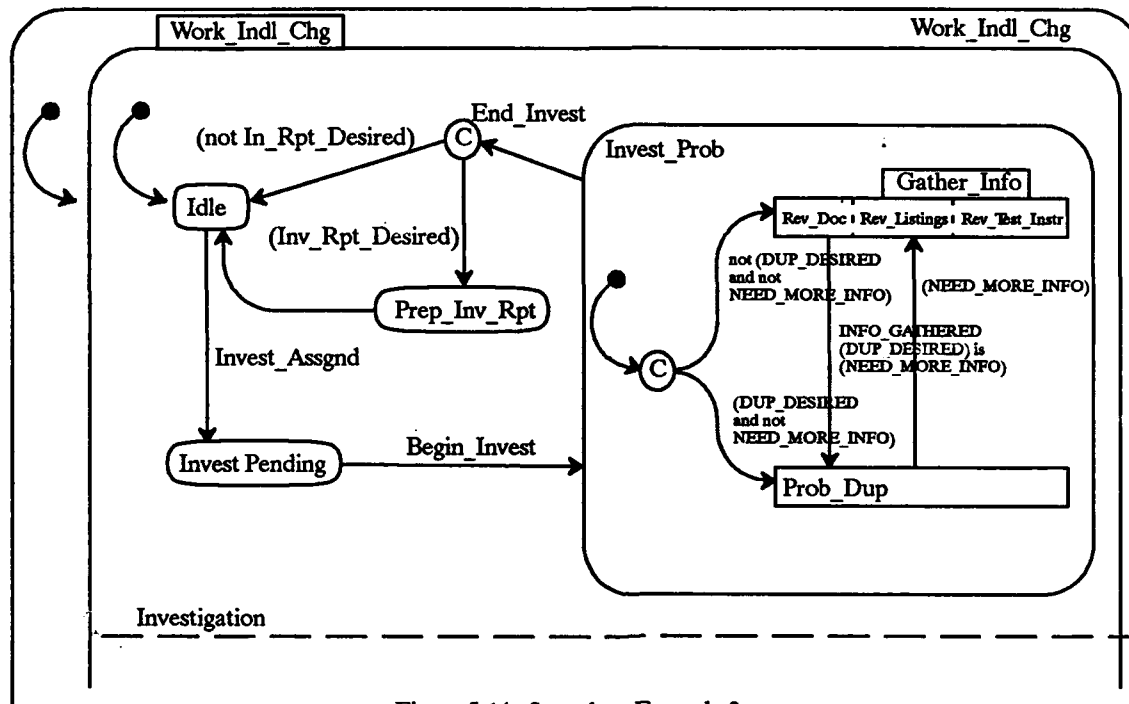 Work_Indl_Chg
Work_Indl_Chg
End_Invest
C
(not In_Rpt_Desired)
Invest_Prob
Gather_Info
Idle
Rev_Doc
Rev_Listings
Rev_Test_Instr
(Inv_Rpt_Desired)
not (DUP_DESIRED
and not
NEED_MORE_INFO)
(NEED_MORE_INFO)
Prep_Inv_Rpt
INFO_GATHERED
(DUP_DESIRED) is
(NEED_MORE_INFO)
Invest_Assgnd
C
(DUP_DESIRED
and not
NEED_MORE_INFO)
Begin_Invest
Invest Pending
Prob_Dup
Investigation